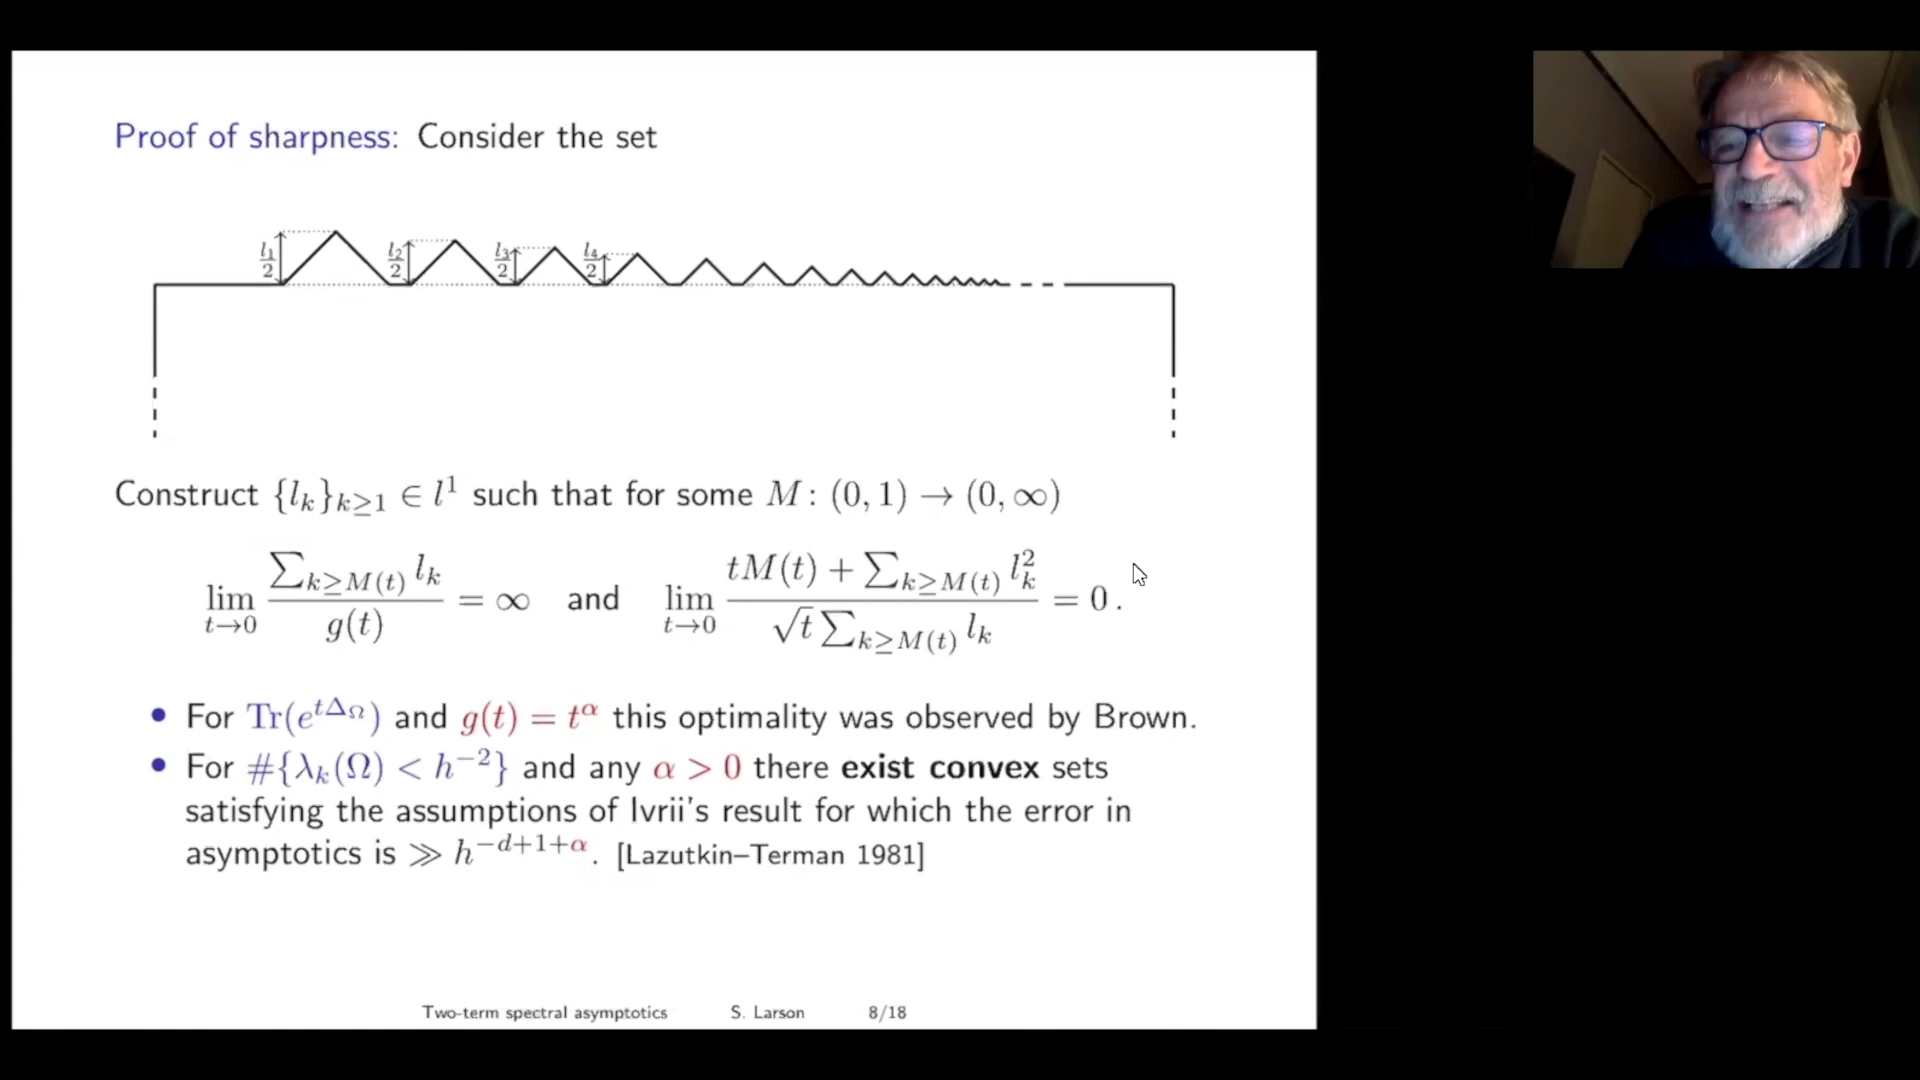 Proof of sharpness: Consider the set
l₁/2 l₂/2 l₃/2 l₄/2
Construct {l_k}_{k≥1} ∈ l¹ such that for some M: (0, 1) → (0, ∞)
lim_{t→0} \frac{∑_{k≥M(t)} l_k}{g(t)} = ∞ and lim_{t→0} \frac{tM(t) + ∑_{k≥M(t)} l_k²}{√t ∑_{k≥M(t)} l_k} = 0.
• For Tr(e^{tΔ_Ω}) and g(t) = t^α this optimality was observed by Brown.
• For #{λ_k(Ω) < h^{−2}} and any α > 0 there exist convex sets
satisfying the assumptions of Ivrii's result for which the error in
asymptotics is ≫ h^{−d+1+α}. [Lazutkin–Terman 1981]
Two-term spectral asymptotics S. Larson 8/18